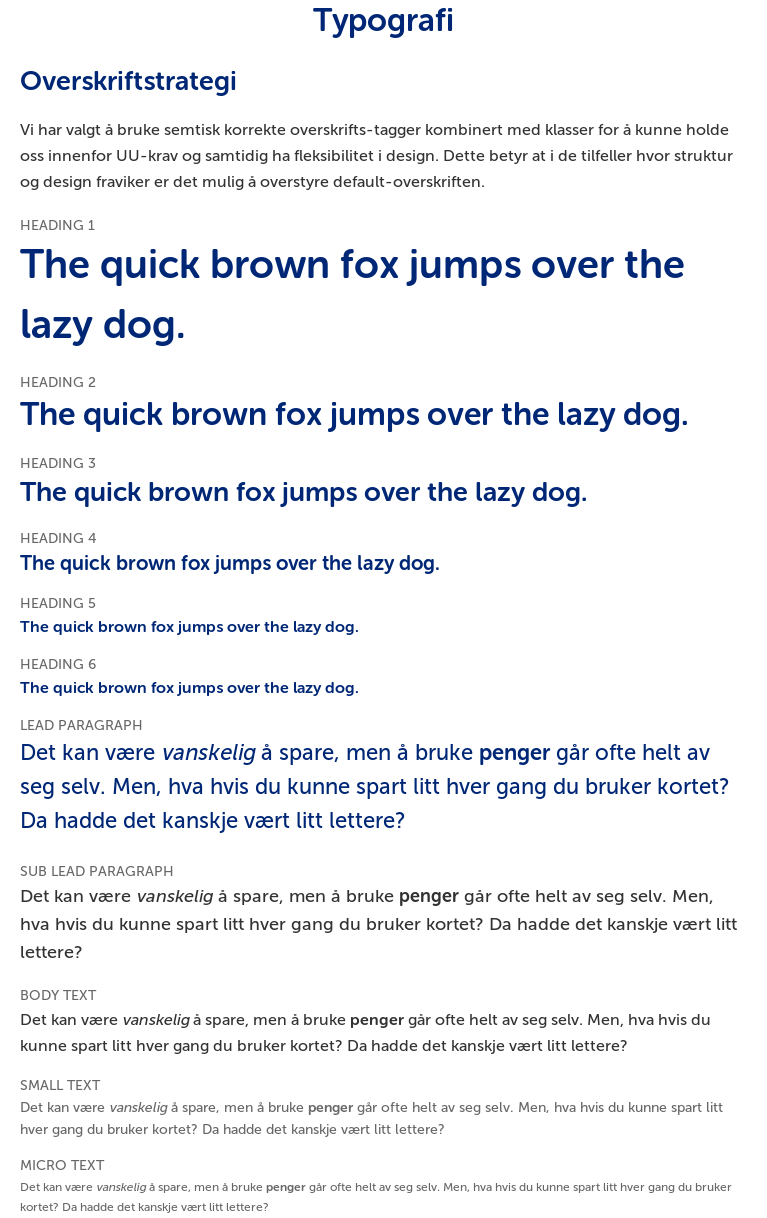 Typografi
Overskriftstrategi
Vi har valgt å bruke semtisk korrekte overskrifts-tagger kombinert med klasser for å kunne holde
oss innenfor UU-krav og samtidig ha fleksibilitet i design. Dette betyr at i de tilfeller hvor struktur
og design fraviker er det mulig å overstyre default-overskriften.
HEADING 1
The quick brown fox jumps over the
lazy dog.
HEADING 2
The quick brown fox jumps over the lazy dog.
HEADING 3
The quick brown fox jumps over the lazy dog.
HEADING 4
The quick brown fox jumps over the lazy dog.
HEADING 5
The quick brown fox jumps over the lazy dog.
HEADING 6
The quick brown fox jumps over the lazy dog.
LEAD PARAGRAPH
Det kan være vanskelig å spare, men å bruke penger går ofte helt av
seg selv. Men, hva hvis du kunne spart litt hver gang du bruker kortet?
Da hadde det kanskje vært litt lettere?
SUB LEAD PARAGRAPH
Det kan være vanskelig å spare, men å bruke penger går ofte helt av seg selv. Men,
hva hvis du kunne spart litt hver gang du bruker kortet? Da hadde det kanskje vært litt
lettere?
BODY TEXT
Det kan være vanskelig å spare, men å bruke penger går ofte helt av seg selv. Men, hva hvis du
kunne spart litt hver gang du bruker kortet? Da hadde det kanskje vært litt lettere?
SMALL TEXT
Det kan være vanskelig å spare, men å bruke penger går ofte helt av seg selv. Men, hva hvis du kunne spart litt
hver gang du bruker kortet? Da hadde det kanskje vært litt lettere?
MICRO TEXT
Det kan være vanskelig å spare, men å bruke penger går ofte helt av seg selv. Men, hva hvis du kunne spart litt hver gang du bruker
kortet? Da hadde det kanskje vært litt lettere?